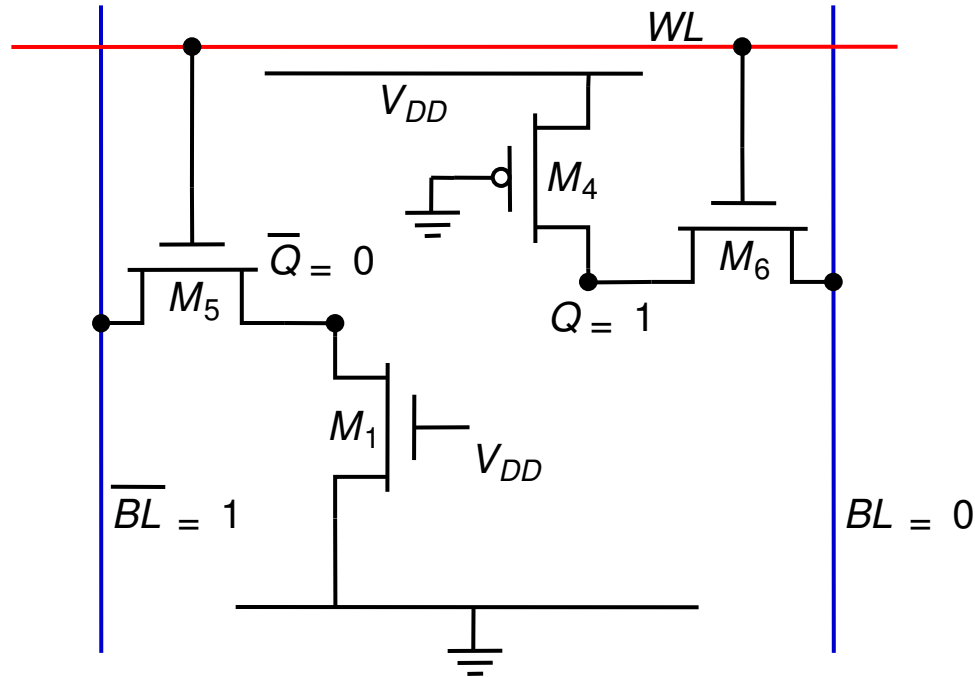 WL
V_DD
M_4
Q̅ = 0
M_6
M_5
Q = 1
M_1
V_DD
B̅L̅ = 1
BL = 0